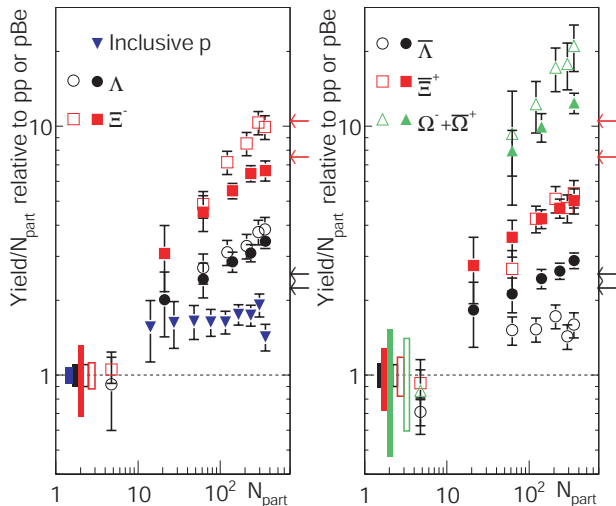 Yield/N_part relative to pp or pBe
Inclusive p
Λ
Ξ⁻
10
1
1
10
10²
N_part
Yield/N_part relative to pp or pBe
Λ̅
Ξ̅⁺
Ω⁻+Ω̅⁺
10
1
1
10
10²
N_part